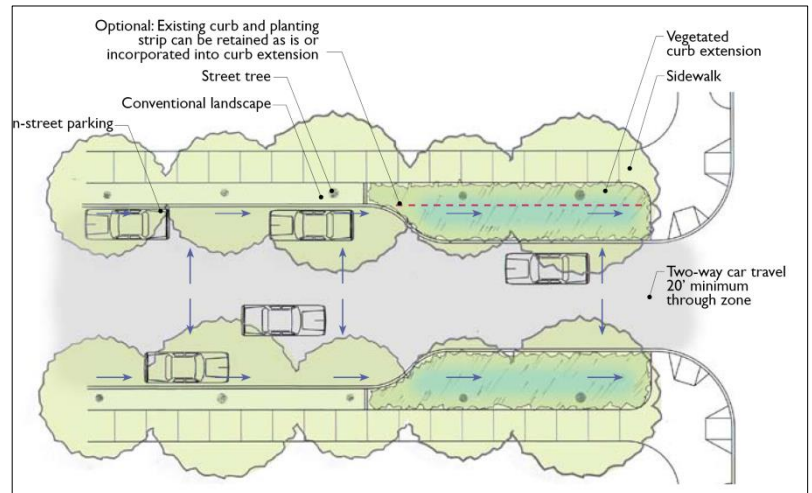 Optional: Existing curb and planting
strip can be retained as is or
incorporated into curb extension
Street tree
Conventional landscape
n-street parking
Vegetated
curb extension
Sidewalk
Two-way car travel
20' minimum
through zone